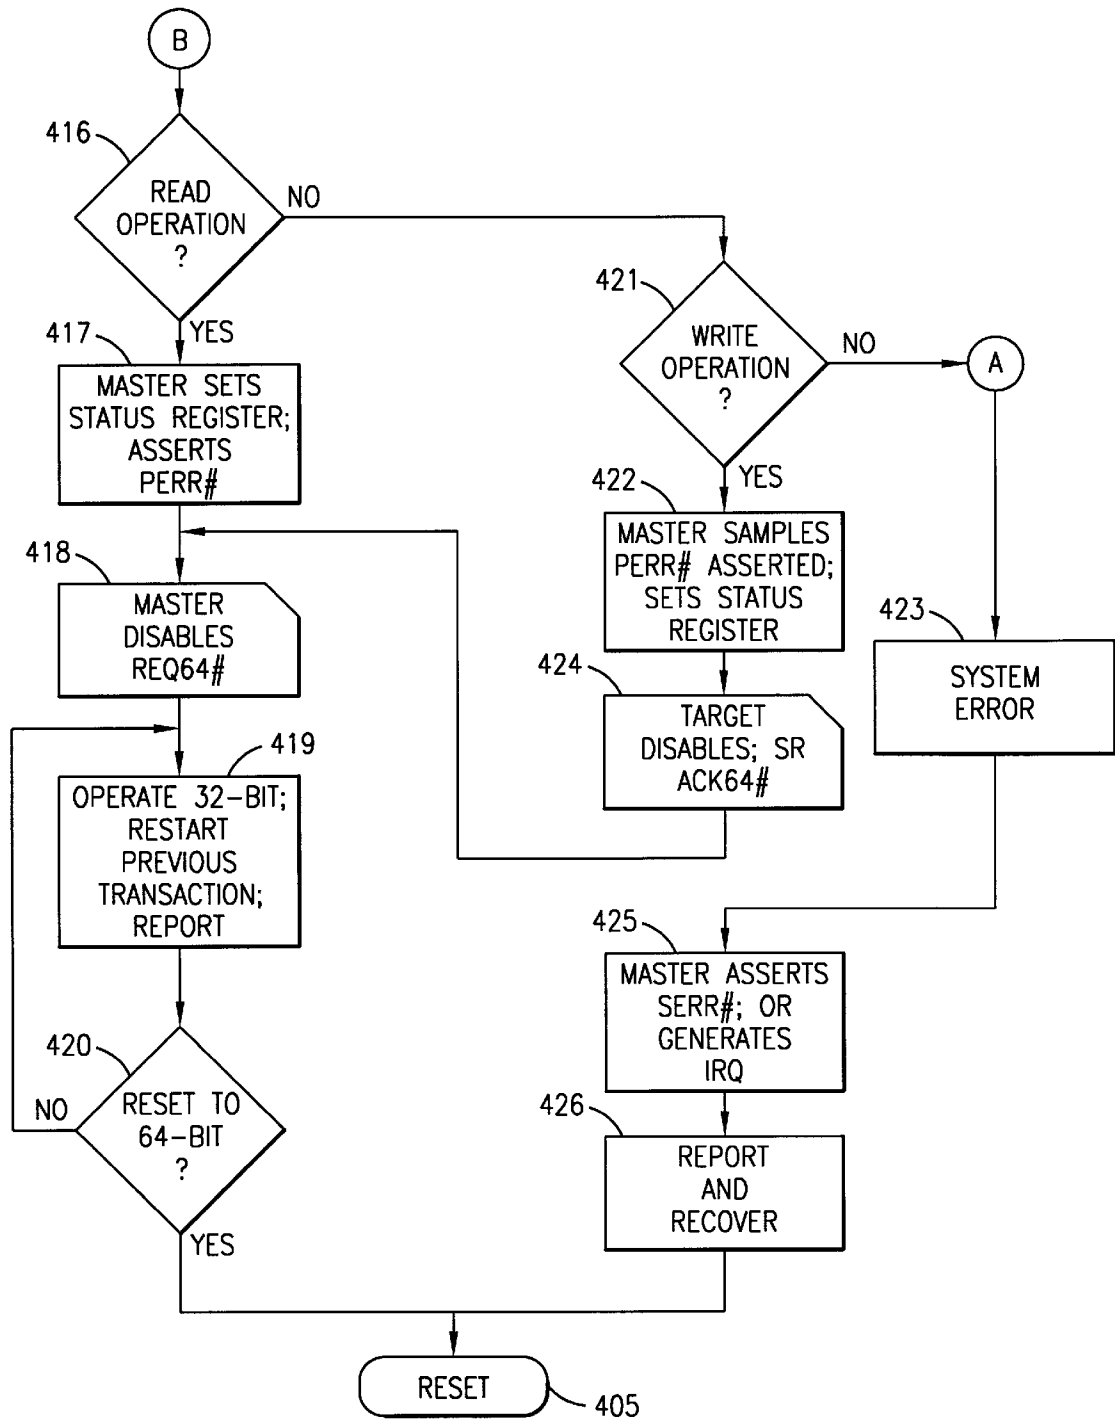 B
416
READ
OPERATION
?
NO
YES
417
MASTER SETS
STATUS REGISTER;
ASSERTS
PERR#
418
MASTER
DISABLES
REQ64#
419
OPERATE 32-BIT;
RESTART
PREVIOUS
TRANSACTION;
REPORT
420
RESET TO
64-BIT
?
NO
YES
421
WRITE
OPERATION
?
NO
A
YES
422
MASTER SAMPLES
PERR# ASSERTED;
SETS STATUS
REGISTER
423
SYSTEM
ERROR
424
TARGET
DISABLES; SR
ACK64#
425
MASTER ASSERTS
SERR#; OR
GENERATES
IRQ
426
REPORT
AND
RECOVER
RESET
405